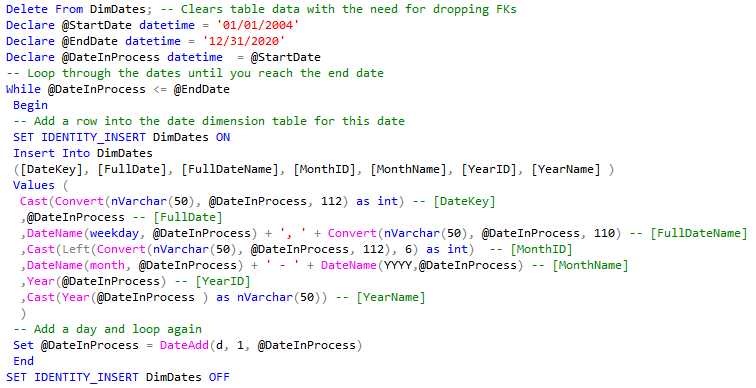 Delete From DimDates; -- Clears table data with the need for dropping FKs
Declare @StartDate datetime = '01/01/2004'
Declare @EndDate datetime = '12/31/2020'
Declare @DateInProcess datetime  = @StartDate
-- Loop through the dates until you reach the end date
While @DateInProcess <= @EndDate
 Begin
 -- Add a row into the date dimension table for this date
 SET IDENTITY_INSERT DimDates ON
 Insert Into DimDates
 ([DateKey], [FullDate], [FullDateName], [MonthID], [MonthName], [YearID], [YearName] )
 Values (
  Cast(Convert(nVarchar(50), @DateInProcess, 112) as int) -- [DateKey]
  ,@DateInProcess -- [FullDate]
  ,DateName(weekday, @DateInProcess) + ', ' + Convert(nVarchar(50), @DateInProcess, 110) -- [FullDateName]
  ,Cast(Left(Convert(nVarchar(50), @DateInProcess, 112), 6) as int)  -- [MonthID]
  ,DateName(month, @DateInProcess) + ' - ' + DateName(YYYY,@DateInProcess) -- [MonthName]
  ,Year(@DateInProcess) -- [YearID]
  ,Cast(Year(@DateInProcess ) as nVarchar(50)) -- [YearName]
  )
 -- Add a day and loop again
 Set @DateInProcess = DateAdd(d, 1, @DateInProcess)
 End
SET IDENTITY_INSERT DimDates OFF